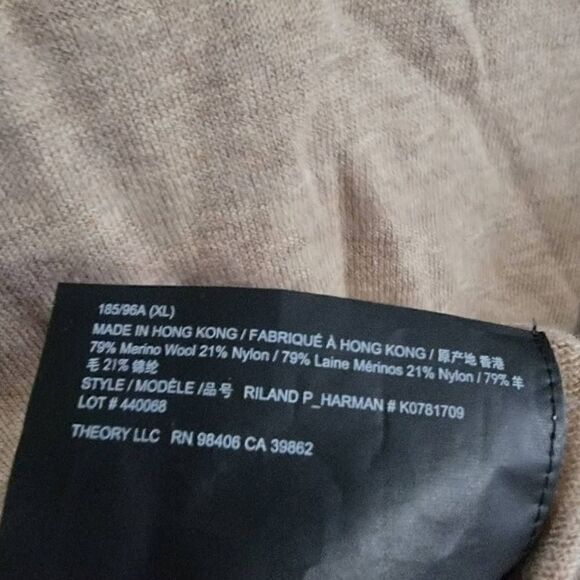 185/96A (XL)
MADE IN HONG KONG / FABRIQUÉ À HONG KONG / 原产地 香港
79% Merino Wool 21% Nylon / 79% Laine Mérinos 21% Nylon / 79% 羊
毛 21% 锦纶
STYLE / MODÈLE /品号 RILAND P_HARMAN # K0781709
LOT # 440068
THEORY LLC RN 98406 CA 39862